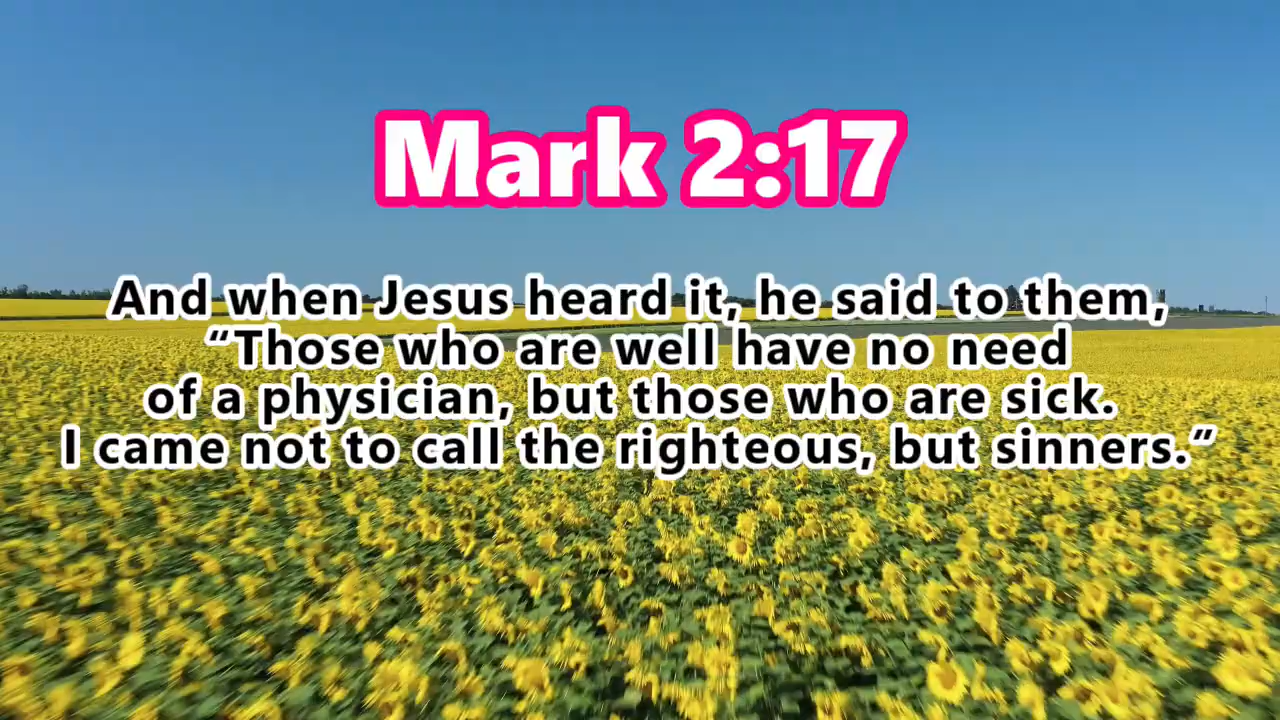 Mark 2:17
And when Jesus heard it, he said to them,
“Those who are well have no need
of a physician, but those who are sick.
I came not to call the righteous, but sinners.”